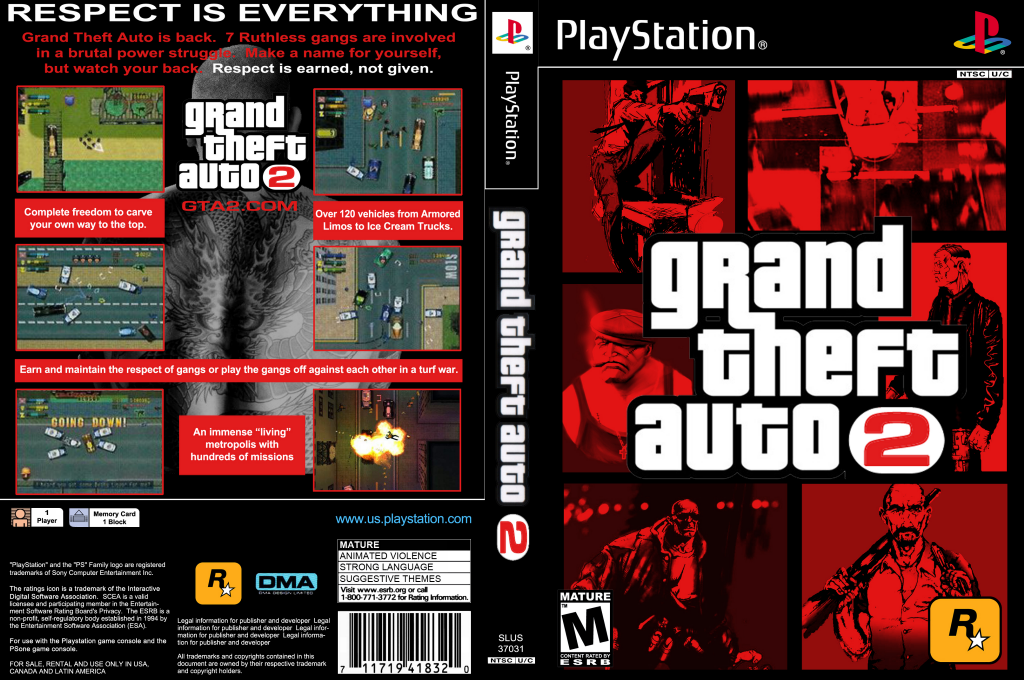 RESPECT IS EVERYTHING
Grand Theft Auto is back. 7 Ruthless gangs are involved
in a brutal power struggle. Make a name for yourself,
but watch your back. Respect is earned, not given.
grand
theft
auto 2
GTA2.COM
Complete freedom to carve
your own way to the top.
Over 120 vehicles from Armored
Limos to Ice Cream Trucks.
SLOW
Earn and maintain the respect of gangs or play the gangs off against each other in a turf war.
GOING DOWN!
An immense “living”
metropolis with
hundreds of missions
1
Player
Memory Card
1 Block
www.us.playstation.com
"PlayStation" and the "PS" Family logo are registered
trademarks of Sony Computer Entertainment Inc.
The ratings icon is a trademark of the Interactive
Digital Software Association. SCEA is a valid
licensee and participating member in the Entertain-
ment Software Rating Board's Privacy. The ESRB is a
non-profit, self-regulatory body established in 1994 by
the Entertainment Software Association (ESA).
For use with the Playstation game console and the
PSone game console.
FOR SALE, RENTAL AND USE ONLY IN USA,
CANADA AND LATIN AMERICA
R
DMA
DMA DESIGN LIMITED
Legal information for publisher and developer Legal
information for publisher and developer Legal infor-
mation for publisher and developer Legal informa-
tion for publisher and developer
All trademarks and copyrights contained in this
document are owned by their respective trademark
and copyright holders.
MATURE
ANIMATED VIOLENCE
STRONG LANGUAGE
SUGGESTIVE THEMES
Visit www.esrb.org or call
1-800-771-3772 for Rating Information.
7 11719 41832 0
PlayStation®
grand theft auto 2
SLUS
37031
NTSC U/C
PlayStation®
NTSC U/C
grand
theft
auto 2
MATURE
TM
M
CONTENT RATED BY
ESRB
R